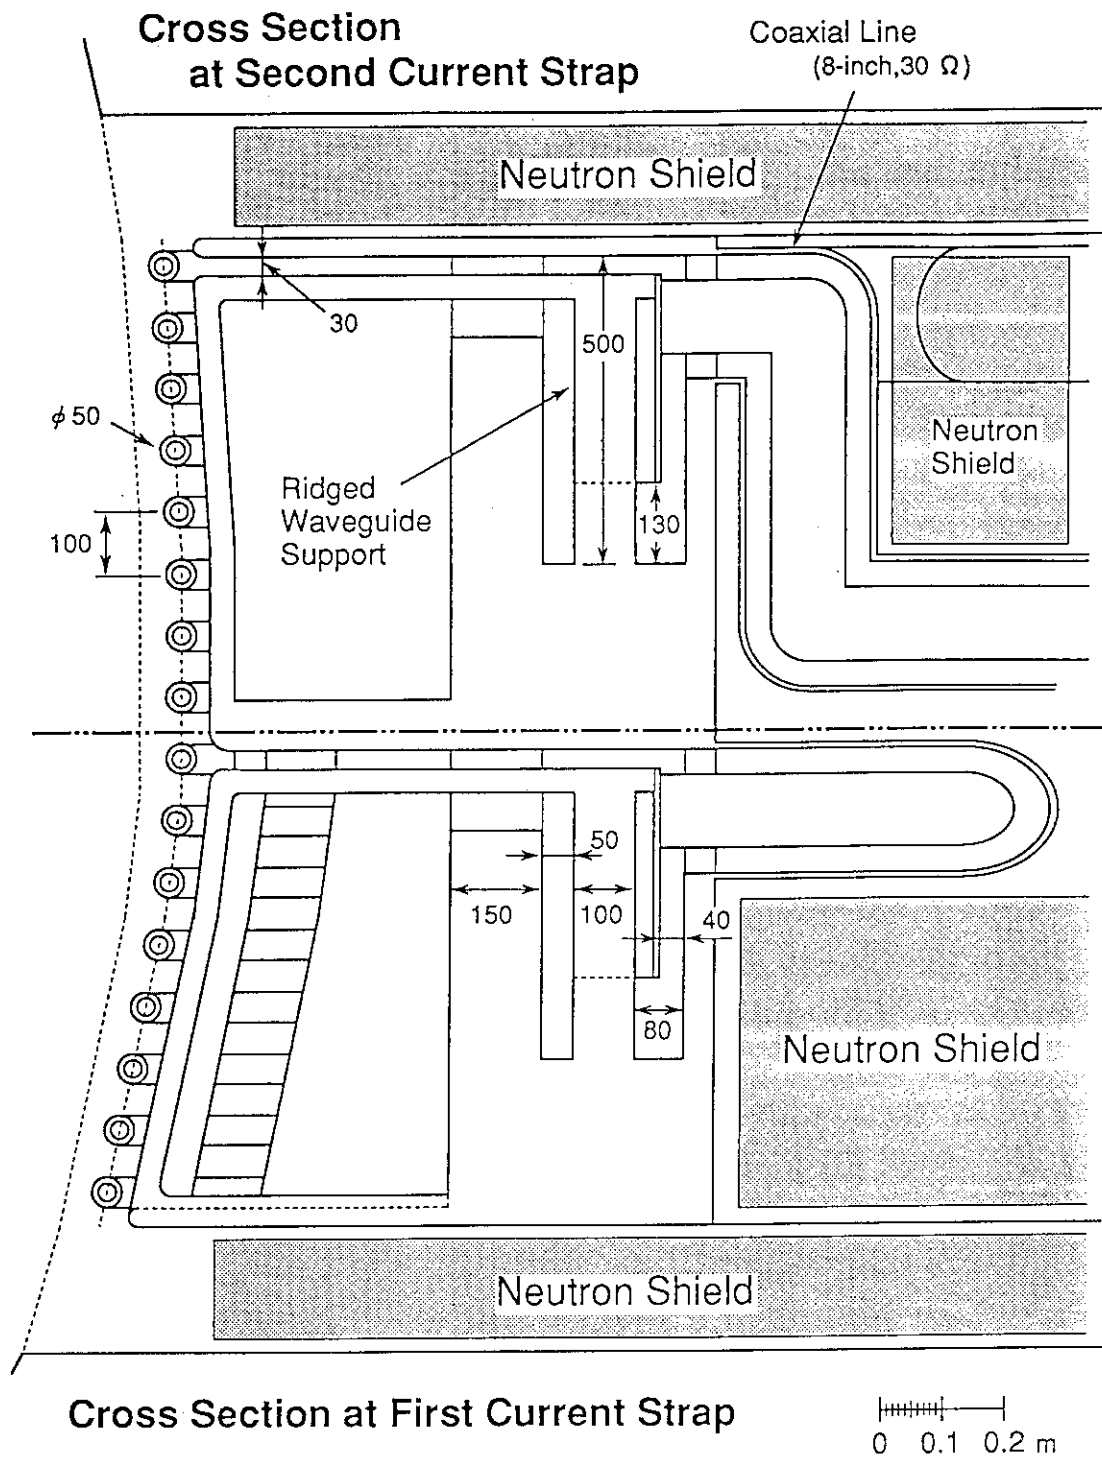 Cross Section
at Second Current Strap
Coaxial Line
(8-inch,30 Ω)
Neutron Shield
30
500
φ50
Neutron
Shield
Ridged
Waveguide
Support
130
100
50
150
100
40
80
Neutron Shield
Neutron Shield
Cross Section at First Current Strap
0 0.1 0.2 m